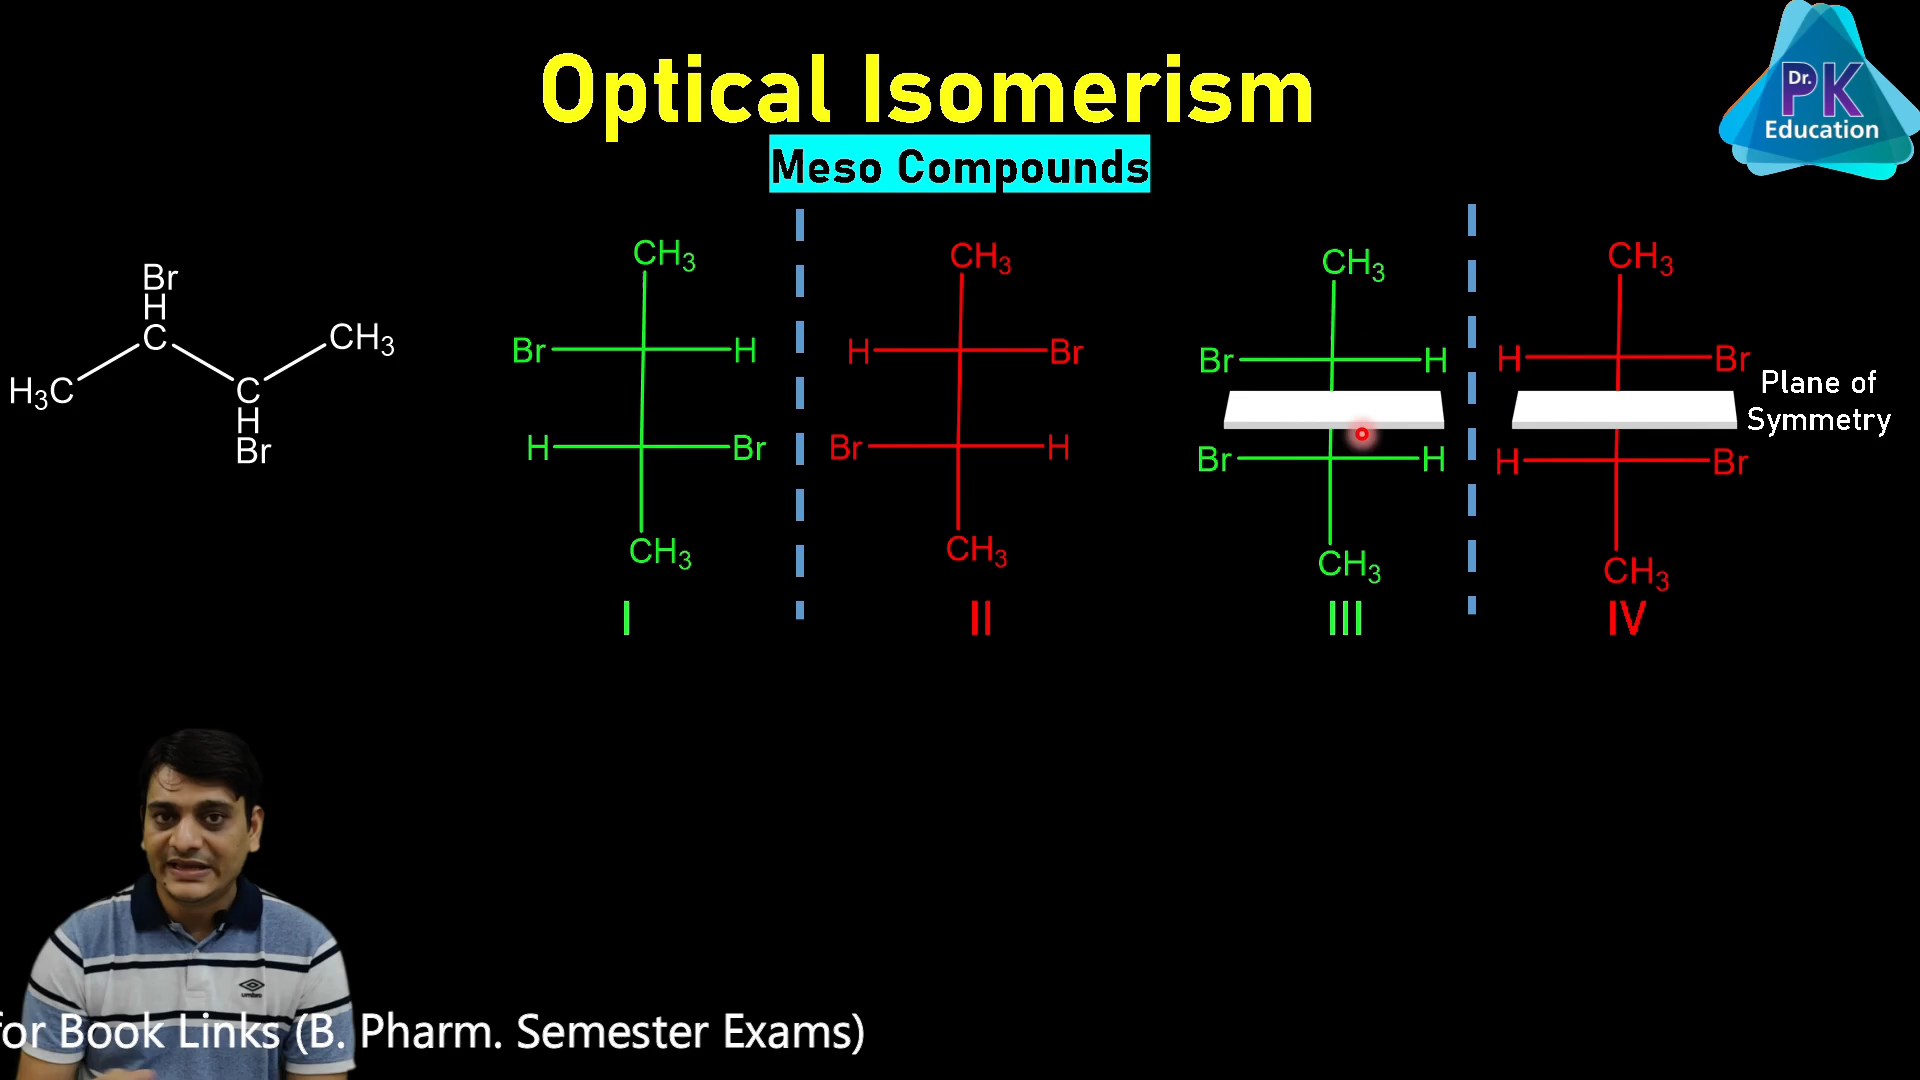 Optical Isomerism
Meso Compounds
Dr.
PK
Education
Br
H
C
H₃C
CH₃
C
H
Br
CH₃
Br H
H Br
CH₃
I
CH₃
H Br
Br H
CH₃
II
CH₃
Br H
Br H
CH₃
III
CH₃
H Br
H Br
CH₃
IV
Plane of
Symmetry
umbro
for Book Links (B. Pharm. Semester Exams)